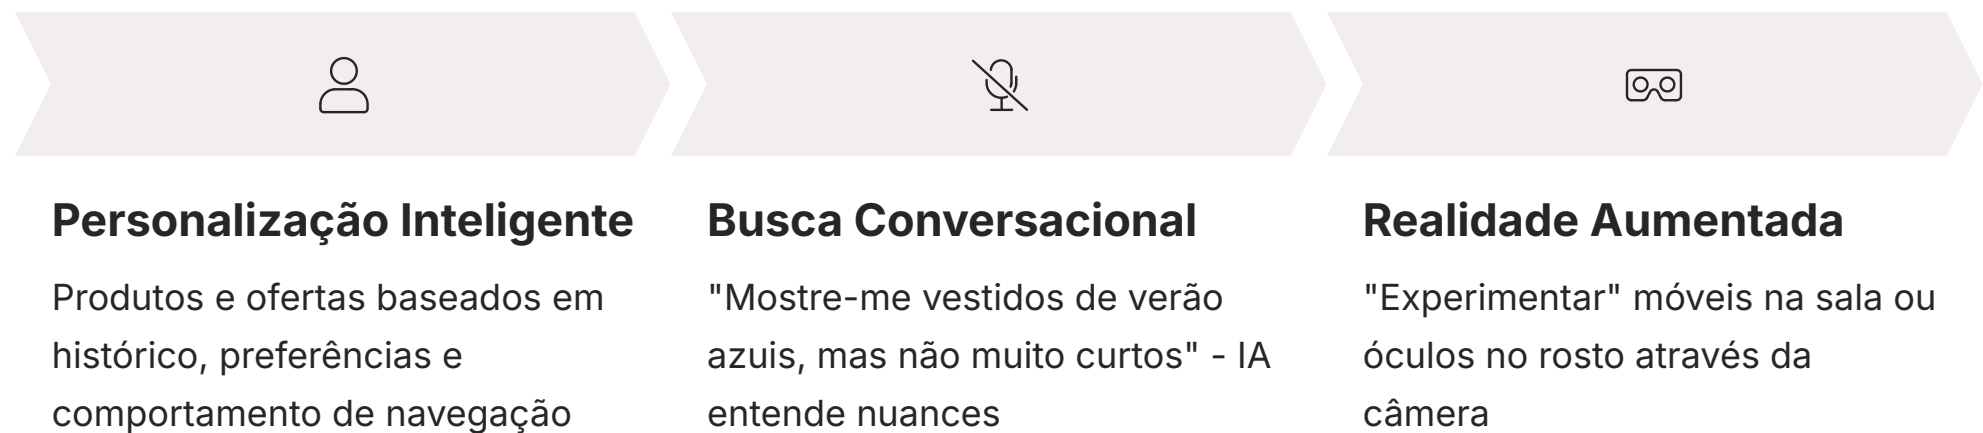 Personalização Inteligente
Produtos e ofertas baseados em
histórico, preferências e
comportamento de navegação
Busca Conversacional
"Mostre-me vestidos de verão
azuis, mas não muito curtos" - IA
entende nuances
Realidade Aumentada
"Experimentar" móveis na sala ou
óculos no rosto através da
câmera